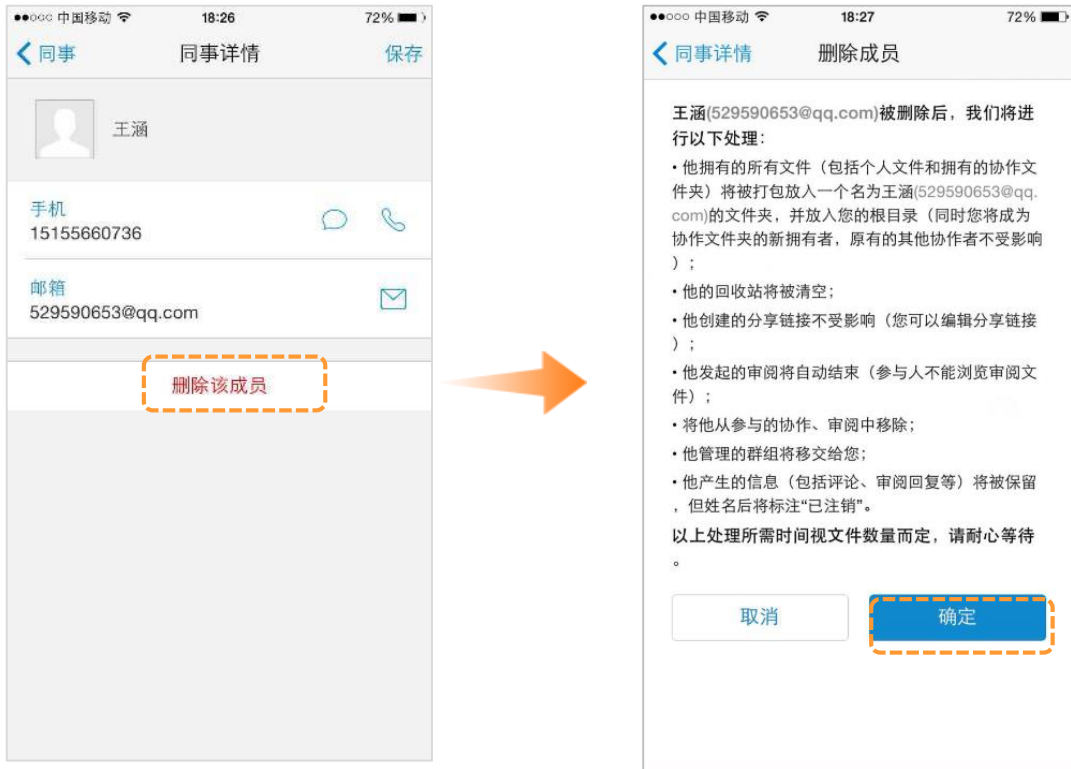 中国移动 18:26 72%
同事 同事详情 保存
王涵
手机
15155660736
邮箱
529590653@qq.com
删除该成员
中国移动 18:27 72%
同事详情 删除成员
王涵(529590653@qq.com)被删除后，我们将进
行以下处理：
•他拥有的所有文件（包括个人文件和拥有的协作文
件夹）将被打包放入一个名为王涵(529590653@qq.
com)的文件夹，并放入您的根目录（同时您将成为
协作文件夹的新拥有者，原有的其他协作者不受影响
）；
•他的回收站将被清空；
•他创建的分享链接不受影响（您可以编辑分享链接
）；
•他发起的审阅将自动结束（参与人不能浏览审阅文
件）；
•将他从参与的协作、审阅中移除；
•他管理的群组将移交给您；
•他产生的信息（包括评论、审阅回复等）将被保留
，但姓名后将标注“已注销”。
以上处理所需时间视文件数量而定，请耐心等待
。
取消 确定